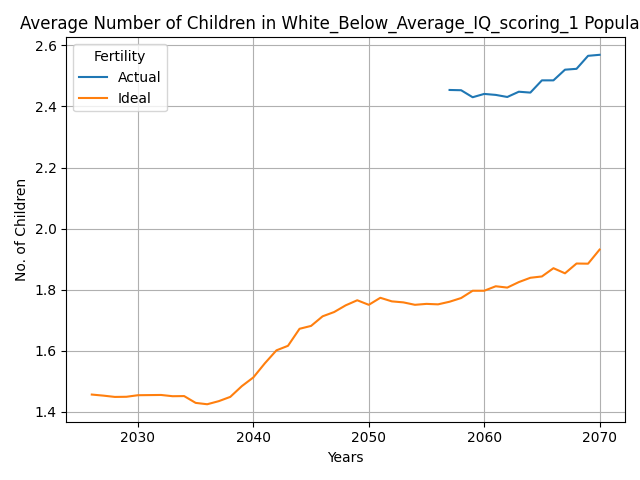 Average Number of Children in White_Below_Average_IQ_scoring_1 Popula
Fertility
Actual
Ideal
2.6
2.4
2.2
2.0
1.8
1.6
1.4
No. of Children
2030 2040 2050 2060 2070
Years